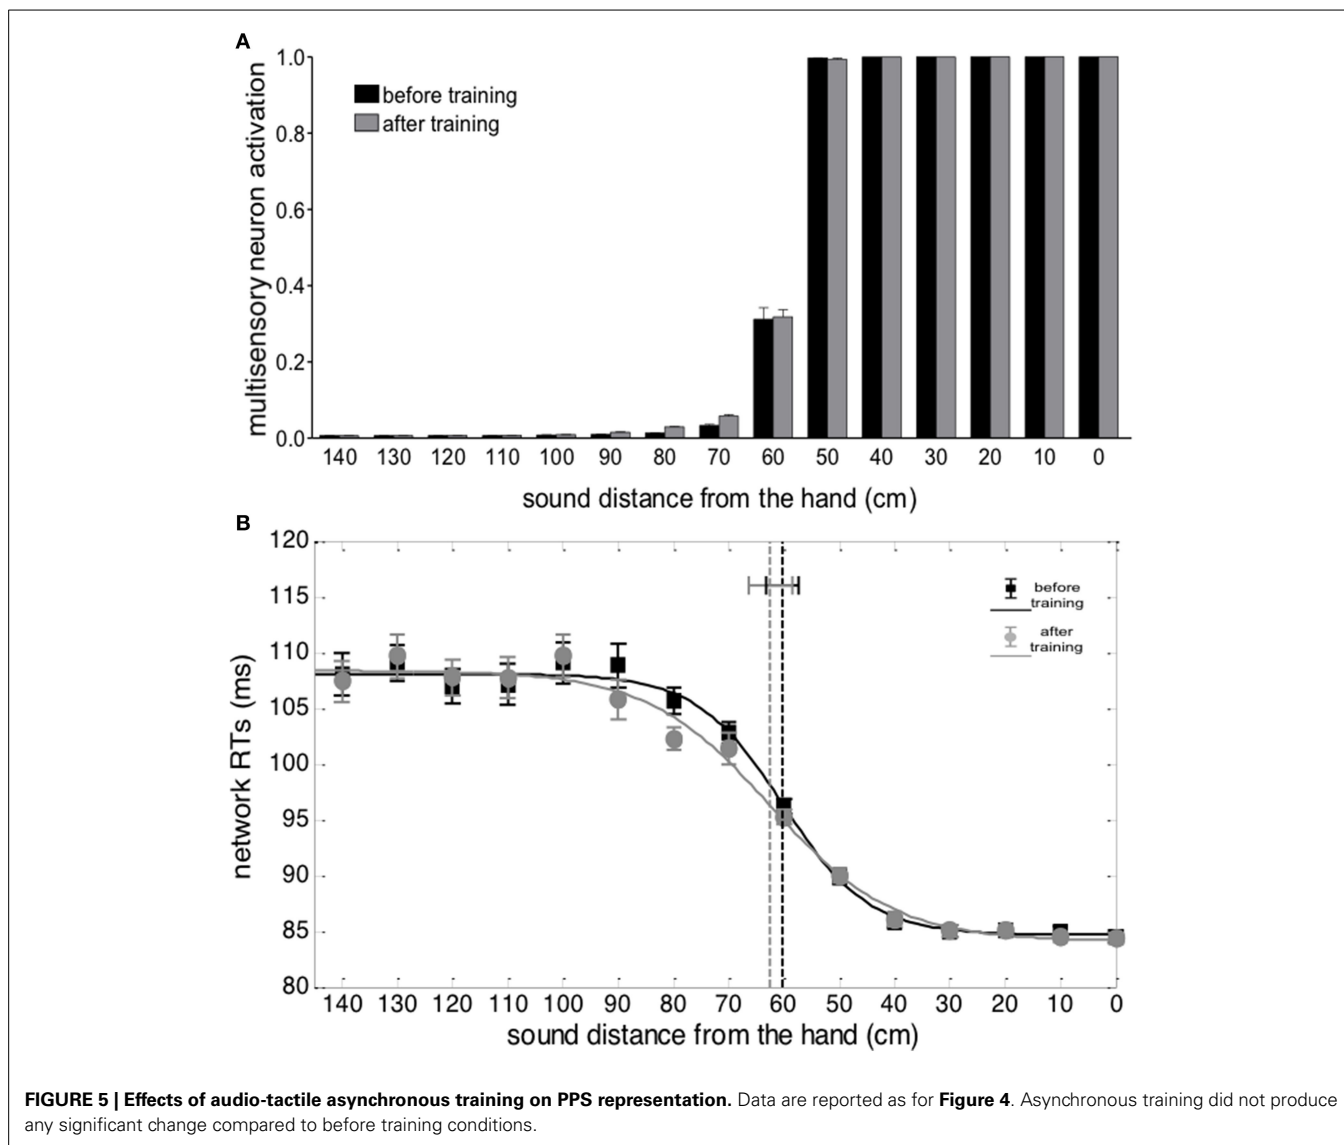 A
multisensory neuron activation
1.0
0.8
0.6
0.4
0.2
0.0
before training
after training
140 130 120 110 100 90 80 70 60 50 40 30 20 10 0
sound distance from the hand (cm)
B
network RTs (ms)
120
115
110
105
100
95
90
85
80
before
training
after
training
140 130 120 110 100 90 80 70 60 50 40 30 20 10 0
sound distance from the hand (cm)
FIGURE 5 | Effects of audio-tactile asynchronous training on PPS representation. Data are reported as for Figure 4. Asynchronous training did not produce
any significant change compared to before training conditions.